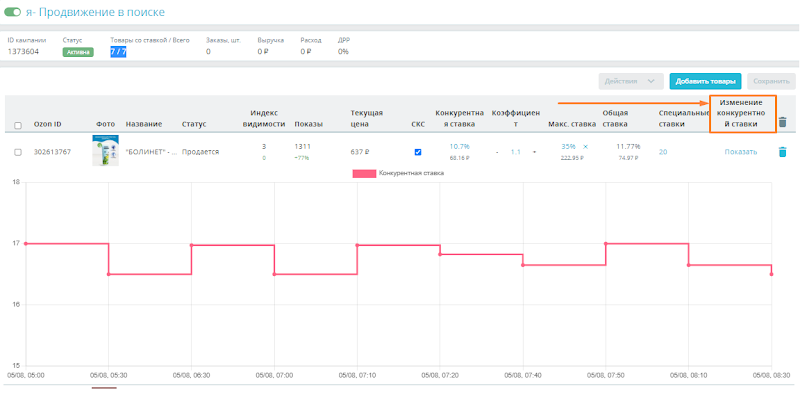 я- Продвижение в поиске
ID кампании Статус Товары со ставкой / Всего Заказы, шт. Выручка Расход ДРР
1373604 Активна 7 / 7 0 0 ₽ 0 ₽ 0%
Действия Добавить товары Сохранить
Ozon ID Фото Название Статус Индекс видимости Показы Текущая цена СКС Конкурентна я ставка Коэффициен т Макс. ставка Общая ставка Специальные ставки Изменение конкурентно й ставки
302613767 "БОЛИНЕТ" - ... Продается 3 1311 637 ₽ 10.7% - 1.1 + 35% × 11.77% 20 Показать
0 ~77% 68.16 ₽ 222.95 ₽ 74.97 ₽
Конкурентная ставка
18
17
16
15
05/08, 05:00 05/08, 05:30 05/08, 06:30 05/08, 07:00 05/08, 07:10 05/08, 07:20 05/08, 07:40 05/08, 07:50 05/08, 08:10 05/08, 08:30